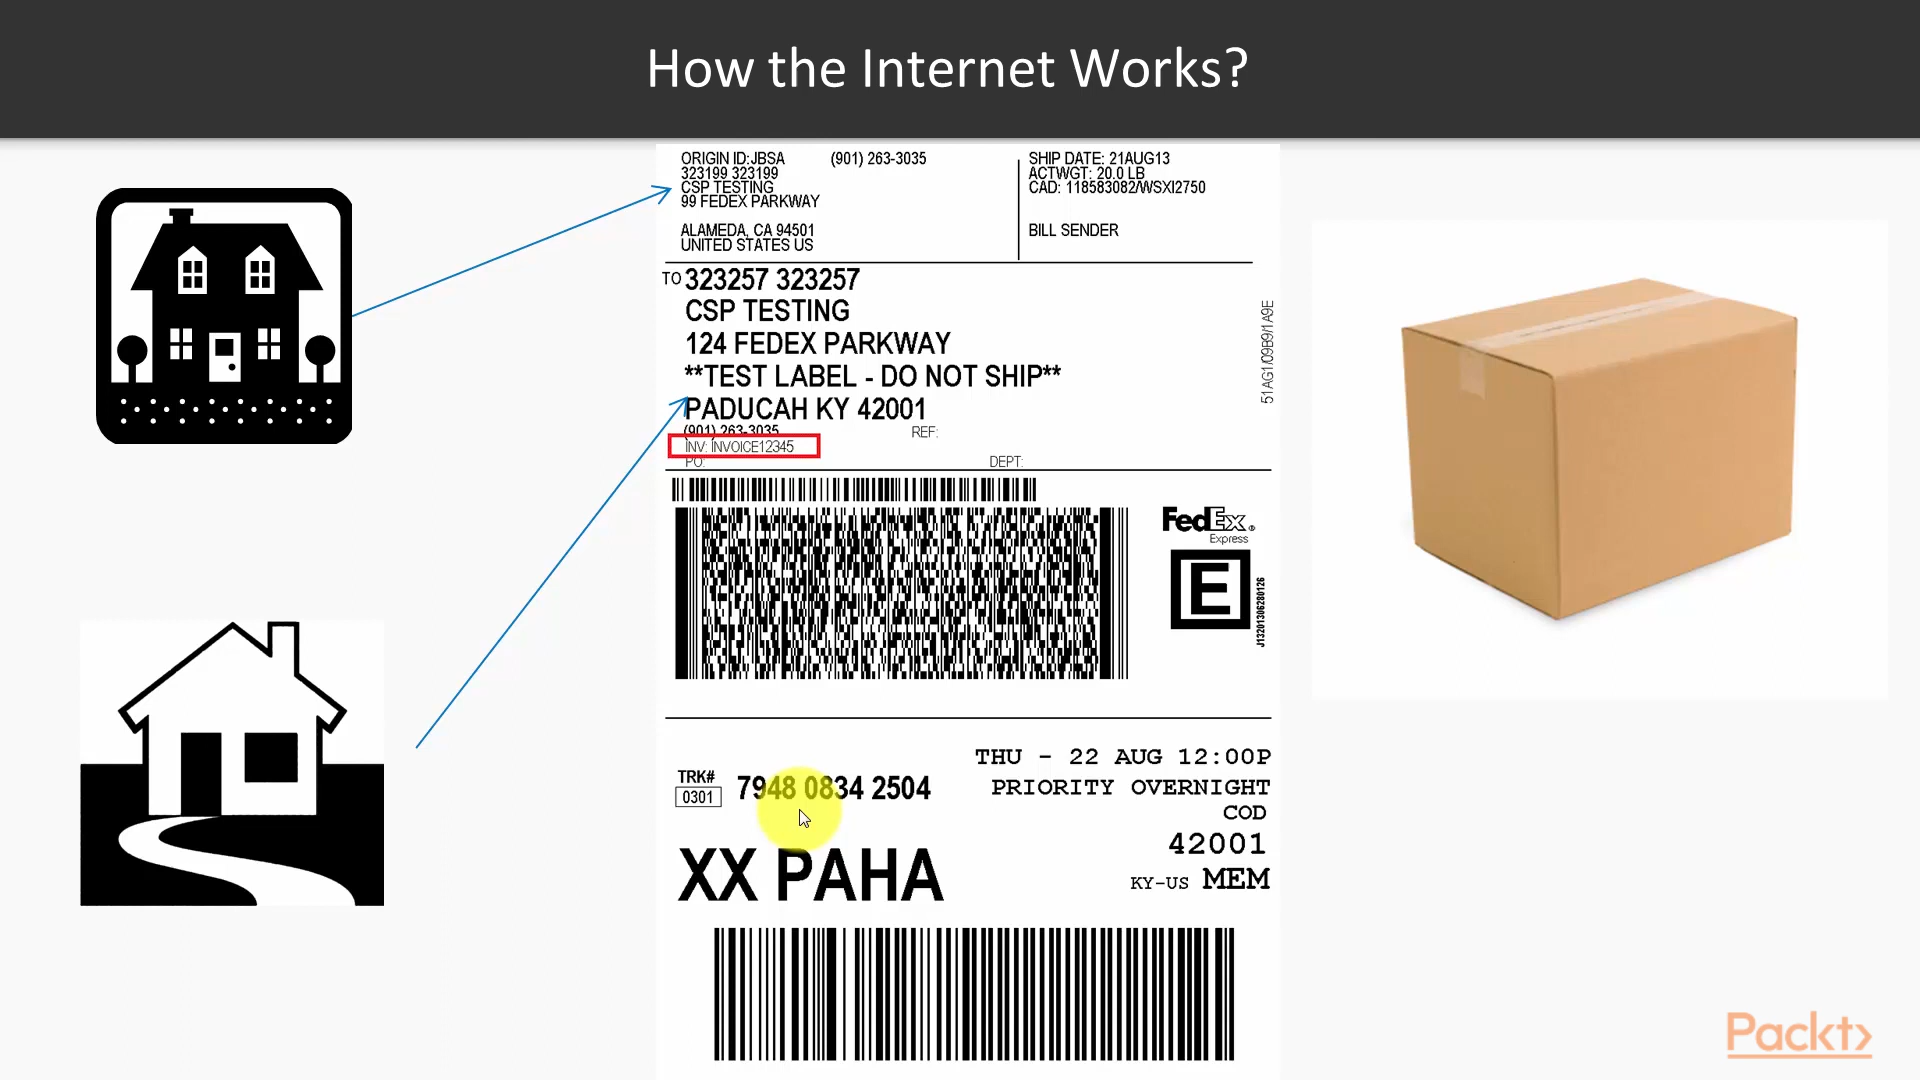 How the Internet Works?
ORIGIN ID:JBSA (901) 263-3035
323199 323199
CSP TESTING
99 FEDEX PARKWAY
ALAMEDA, CA 94501
UNITED STATES US
SHIP DATE: 21AUG13
ACTWGT: 20.0 LB
CAD: 118583082/WSXI2750
BILL SENDER
TO 323257 323257
CSP TESTING
124 FEDEX PARKWAY
**TEST LABEL - DO NOT SHIP**
PADUCAH KY 42001
(901) 263-3035 REF:
INV: INVOICE12345
PO: DEPT:
51AG1/09B9/1A9E
FedEx®
Express
E
J13201306280126
TRK#
0301
7948 0834 2504
THU - 22 AUG 12:00P
PRIORITY OVERNIGHT
COD
42001
KY-US MEM
XX PAHA
Packt>